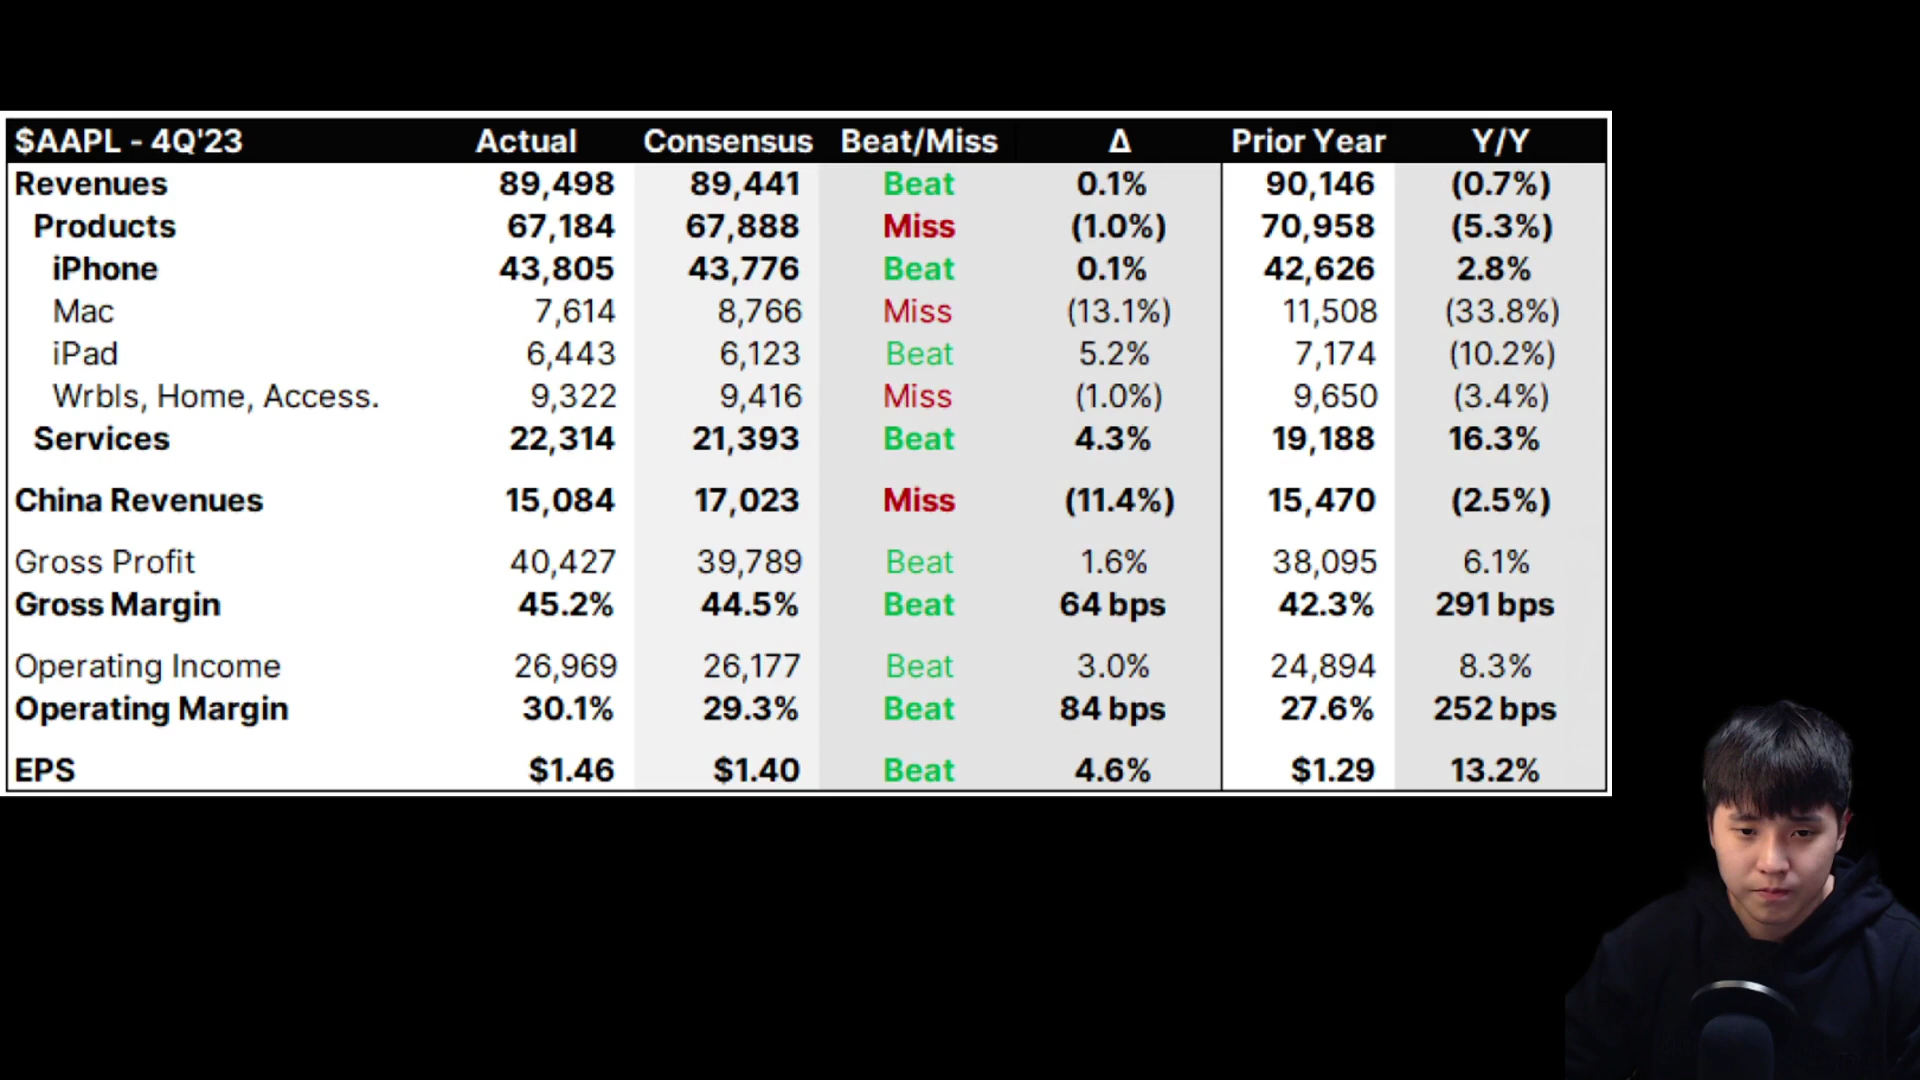 $AAPL - 4Q'23 Actual Consensus Beat/Miss Δ Prior Year Y/Y
Revenues 89,498 89,441 Beat 0.1% 90,146 (0.7%)
Products 67,184 67,888 Miss (1.0%) 70,958 (5.3%)
iPhone 43,805 43,776 Beat 0.1% 42,626 2.8%
Mac 7,614 8,766 Miss (13.1%) 11,508 (33.8%)
iPad 6,443 6,123 Beat 5.2% 7,174 (10.2%)
Wrbls, Home, Access. 9,322 9,416 Miss (1.0%) 9,650 (3.4%)
Services 22,314 21,393 Beat 4.3% 19,188 16.3%
China Revenues 15,084 17,023 Miss (11.4%) 15,470 (2.5%)
Gross Profit 40,427 39,789 Beat 1.6% 38,095 6.1%
Gross Margin 45.2% 44.5% Beat 64 bps 42.3% 291 bps
Operating Income 26,969 26,177 Beat 3.0% 24,894 8.3%
Operating Margin 30.1% 29.3% Beat 84 bps 27.6% 252 bps
EPS $1.46 $1.40 Beat 4.6% $1.29 13.2%